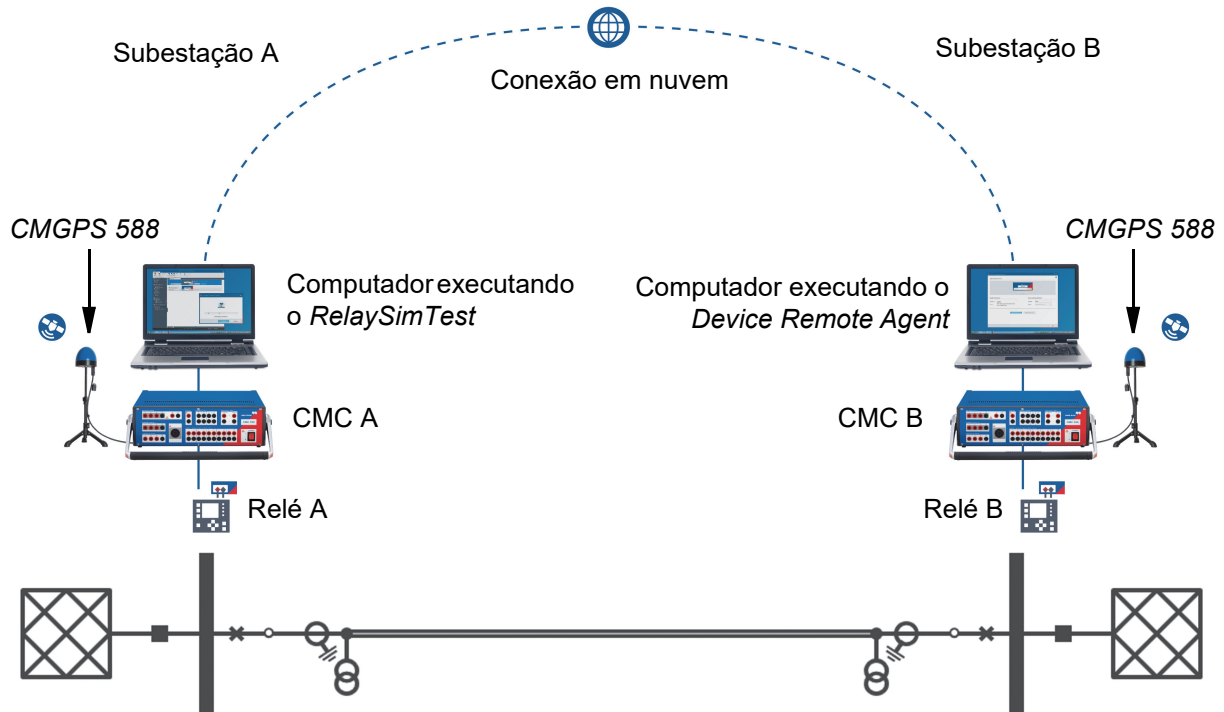 Subestação A
Subestação B
Conexão em nuvem
CMGPS 588
CMGPS 588
Computador executando
o RelaySimTest
Computador executando o
Device Remote Agent
CMC A
CMC B
Relé A
Relé B